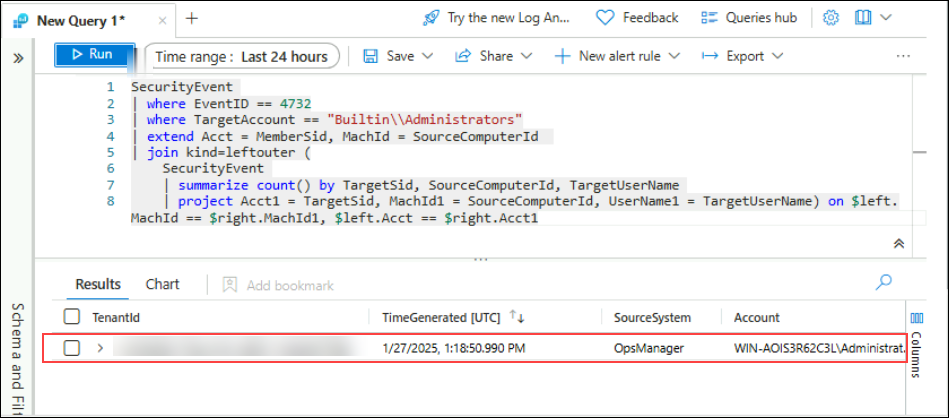 New Query 1*
Try the new Log An...
Feedback
Queries hub
Run
Time range : Last 24 hours
Save
Share
New alert rule
Export
1 SecurityEvent
2 | where EventID == 4732
3 | where TargetAccount == "Builtin\\Administrators"
4 | extend Acct = MemberSid, MachId = SourceComputerId
5 | join kind=leftouter (
6 SecurityEvent
7 | summarize count() by TargetSid, SourceComputerId, TargetUserName
8 | project Acct1 = TargetSid, MachId1 = SourceComputerId, UserName1 = TargetUserName) on $left.
MachId == $right.MachId1, $left.Acct == $right.Acct1
Results
Chart
Add bookmark
TenantId TimeGenerated [UTC] SourceSystem Account
1/27/2025, 1:18:50.990 PM OpsManager WIN-AOIS3R62C3L\Administrat...
Schema and Filt
Columns